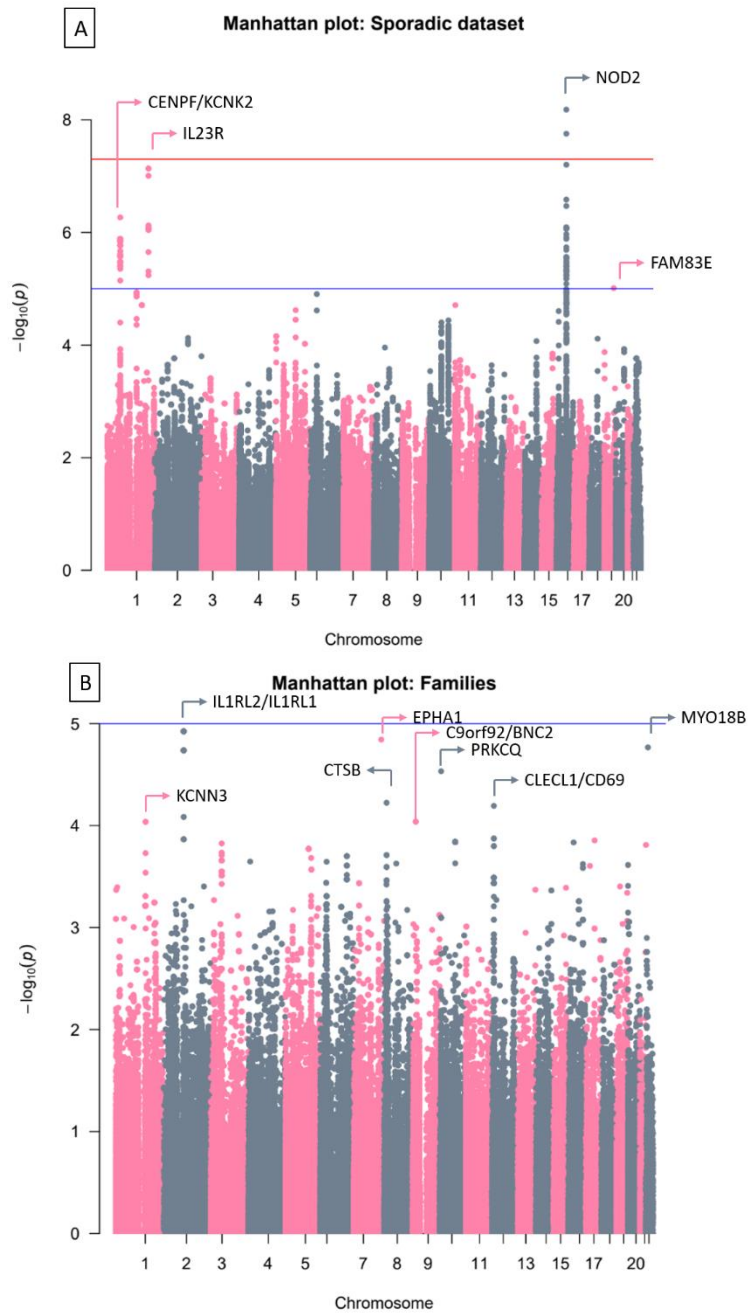 A
Manhattan plot: Sporadic dataset
NOD2
CENPF/KCNK2
IL23R
FAM83E
8
6
4
2
0
−log10(p)
1 2 3 4 5 7 8 9 11 13 15 17 20
Chromosome
B
Manhattan plot: Families
IL1RL2/IL1RL1
EPHA1
MYO18B
C9orf92/BNC2
PRKCQ
CTSB
CLECL1/CD69
KCNN3
5
4
3
2
1
0
−log10(p)
1 2 3 4 5 7 8 9 11 13 15 17 20
Chromosome